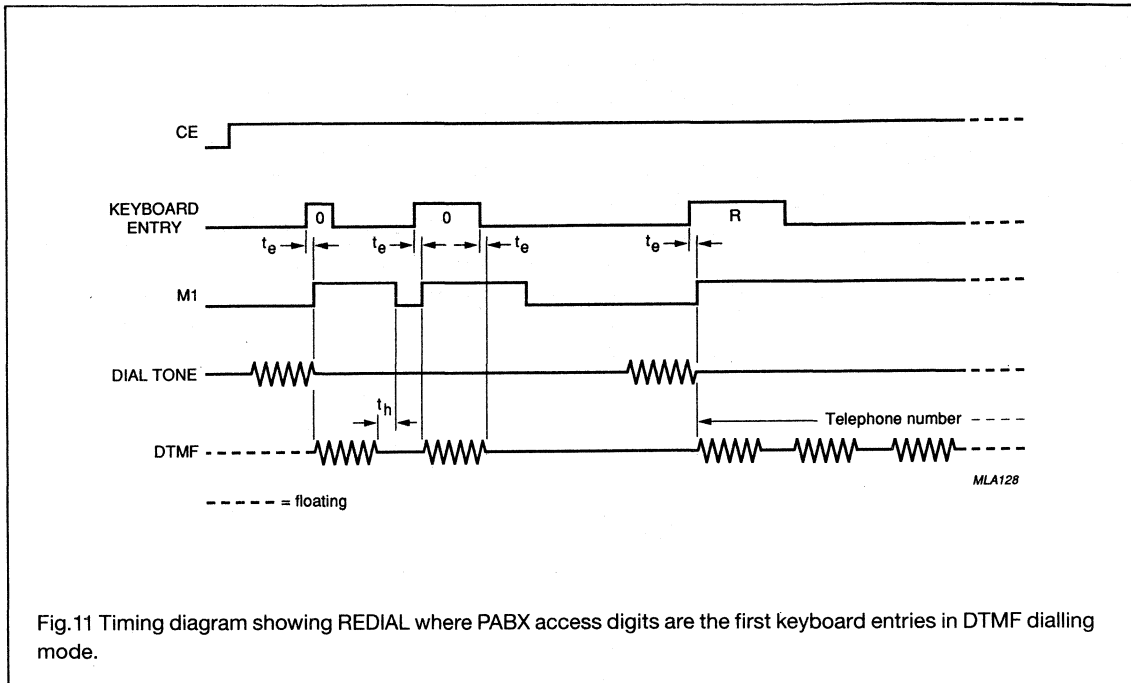 CE
KEYBOARD
ENTRY
0
0
R
te
te
te
te
M1
DIAL TONE
th
Telephone number
DTMF
MLA128
= floating
Fig.11 Timing diagram showing REDIAL where PABX access digits are the first keyboard entries in DTMF dialling
mode.